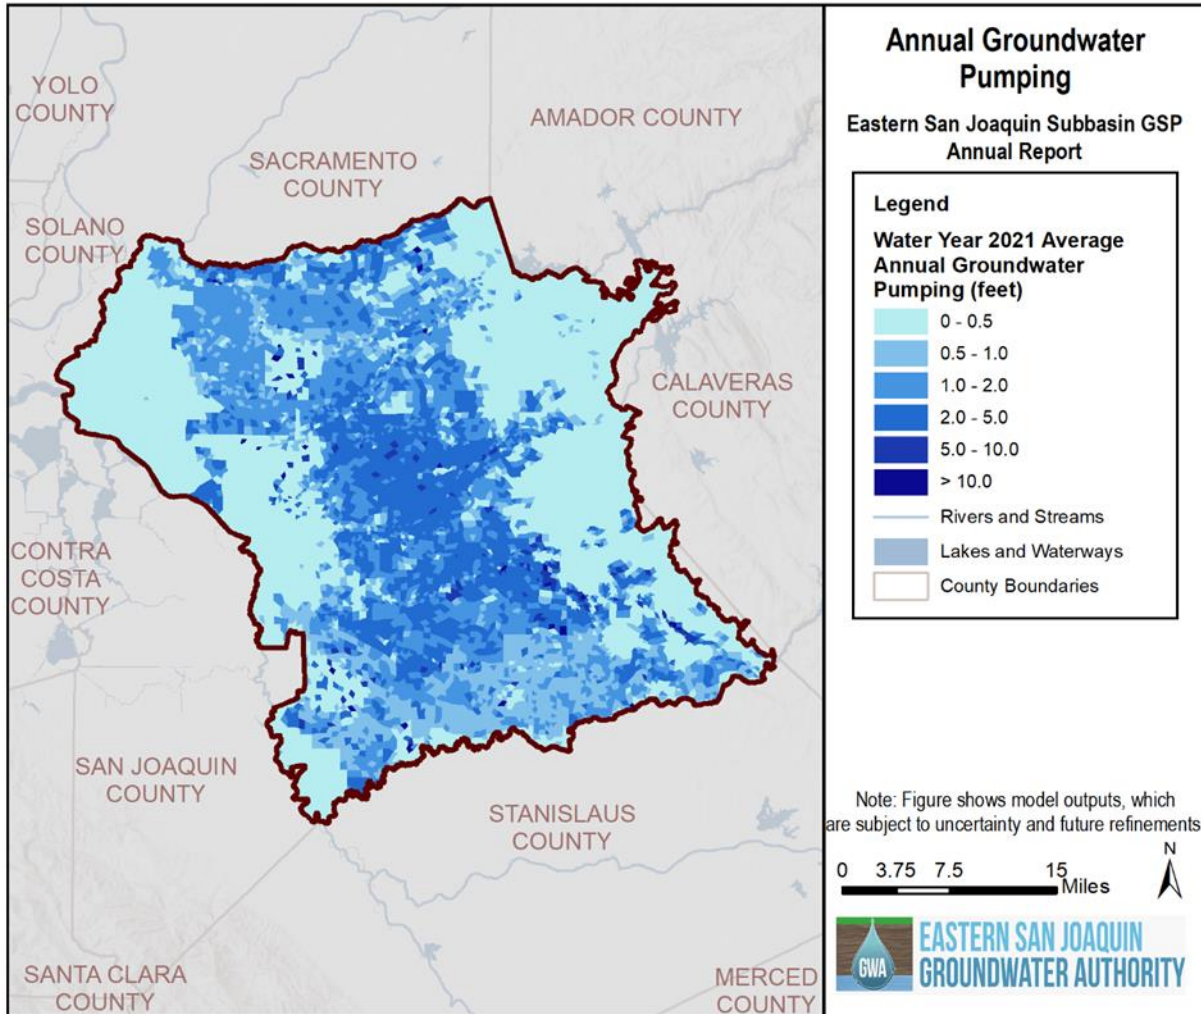 YOLO
COUNTY
AMADOR COUNTY
SACRAMENTO
COUNTY
SOLANO
COUNTY
CALAVERAS
COUNTY
CONTRA
COSTA
COUNTY
SAN JOAQUIN
COUNTY
STANISLAUS
COUNTY
SANTA CLARA
COUNTY
MERCED
COUNTY
Annual Groundwater
Pumping
Eastern San Joaquin Subbasin GSP
Annual Report
Legend
Water Year 2021 Average
Annual Groundwater
Pumping (feet)
0 - 0.5
0.5 - 1.0
1.0 - 2.0
2.0 - 5.0
5.0 - 10.0
> 10.0
Rivers and Streams
Lakes and Waterways
County Boundaries
Note: Figure shows model outputs, which
are subject to uncertainty and future refinements
N
0 3.75 7.5 15
Miles
GWA
EASTERN SAN JOAQUIN
GROUNDWATER AUTHORITY